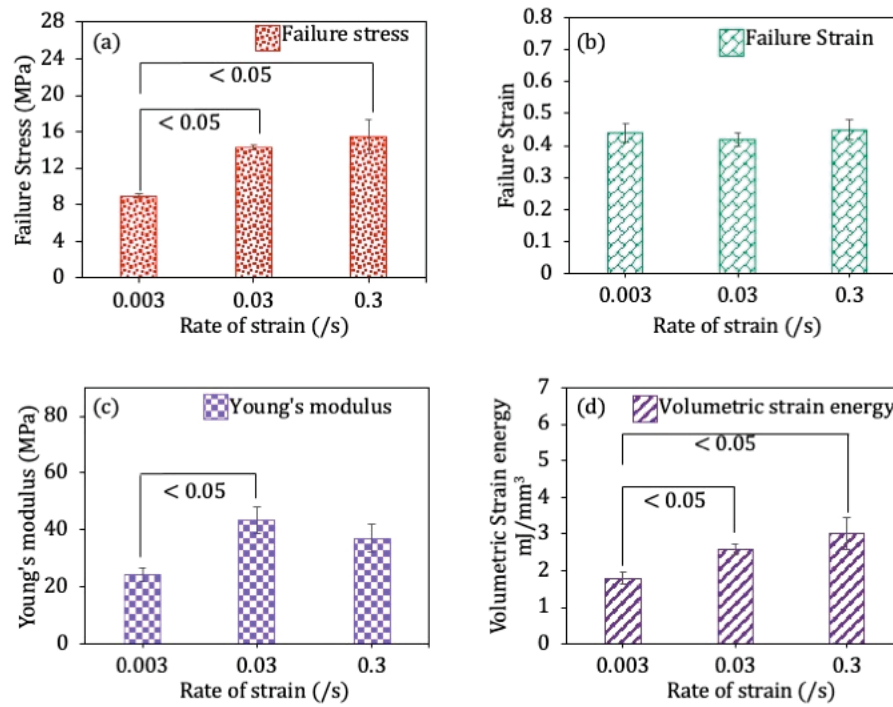 (a)
Failure stress
Failure Stress (MPa)
28
24
20
16
12
8
4
0
< 0.05
< 0.05
0.003
0.03
0.3
Rate of strain (/s)
(b)
Failure Strain
Failure Strain
0.8
0.7
0.6
0.5
0.4
0.3
0.2
0.1
0
0.003
0.03
0.3
Rate of strain (/s)
(c)
Young's modulus
Young's modulus (MPa)
80
60
40
20
0
< 0.05
0.003
0.03
0.3
Rate of strain (/s)
(d)
Volumetric strain energy
Volumetric Strain energy
mJ/mm³
7
6
5
4
3
2
1
0
< 0.05
< 0.05
0.003
0.03
0.3
Rate of strain (/s)